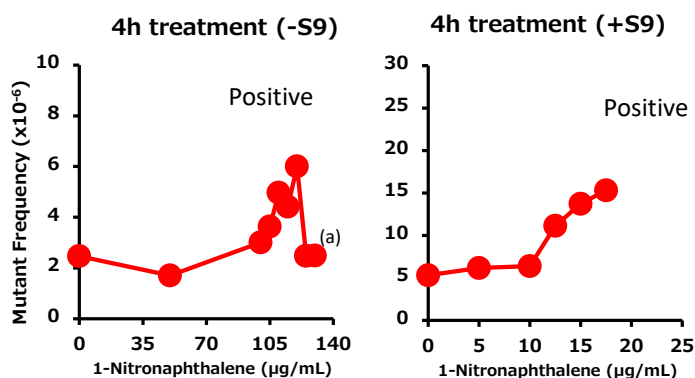 4h treatment (-S9)
Mutant Frequency (x10⁻⁶)
10
8
6
4
2
0
Positive
(a)
0 35 70 105 140
1-Nitronaphthalene (µg/mL)
4h treatment (+S9)
30
25
20
15
10
5
0
Positive
0 5 10 15 20 25
1-Nitronaphthalene (µg/mL)